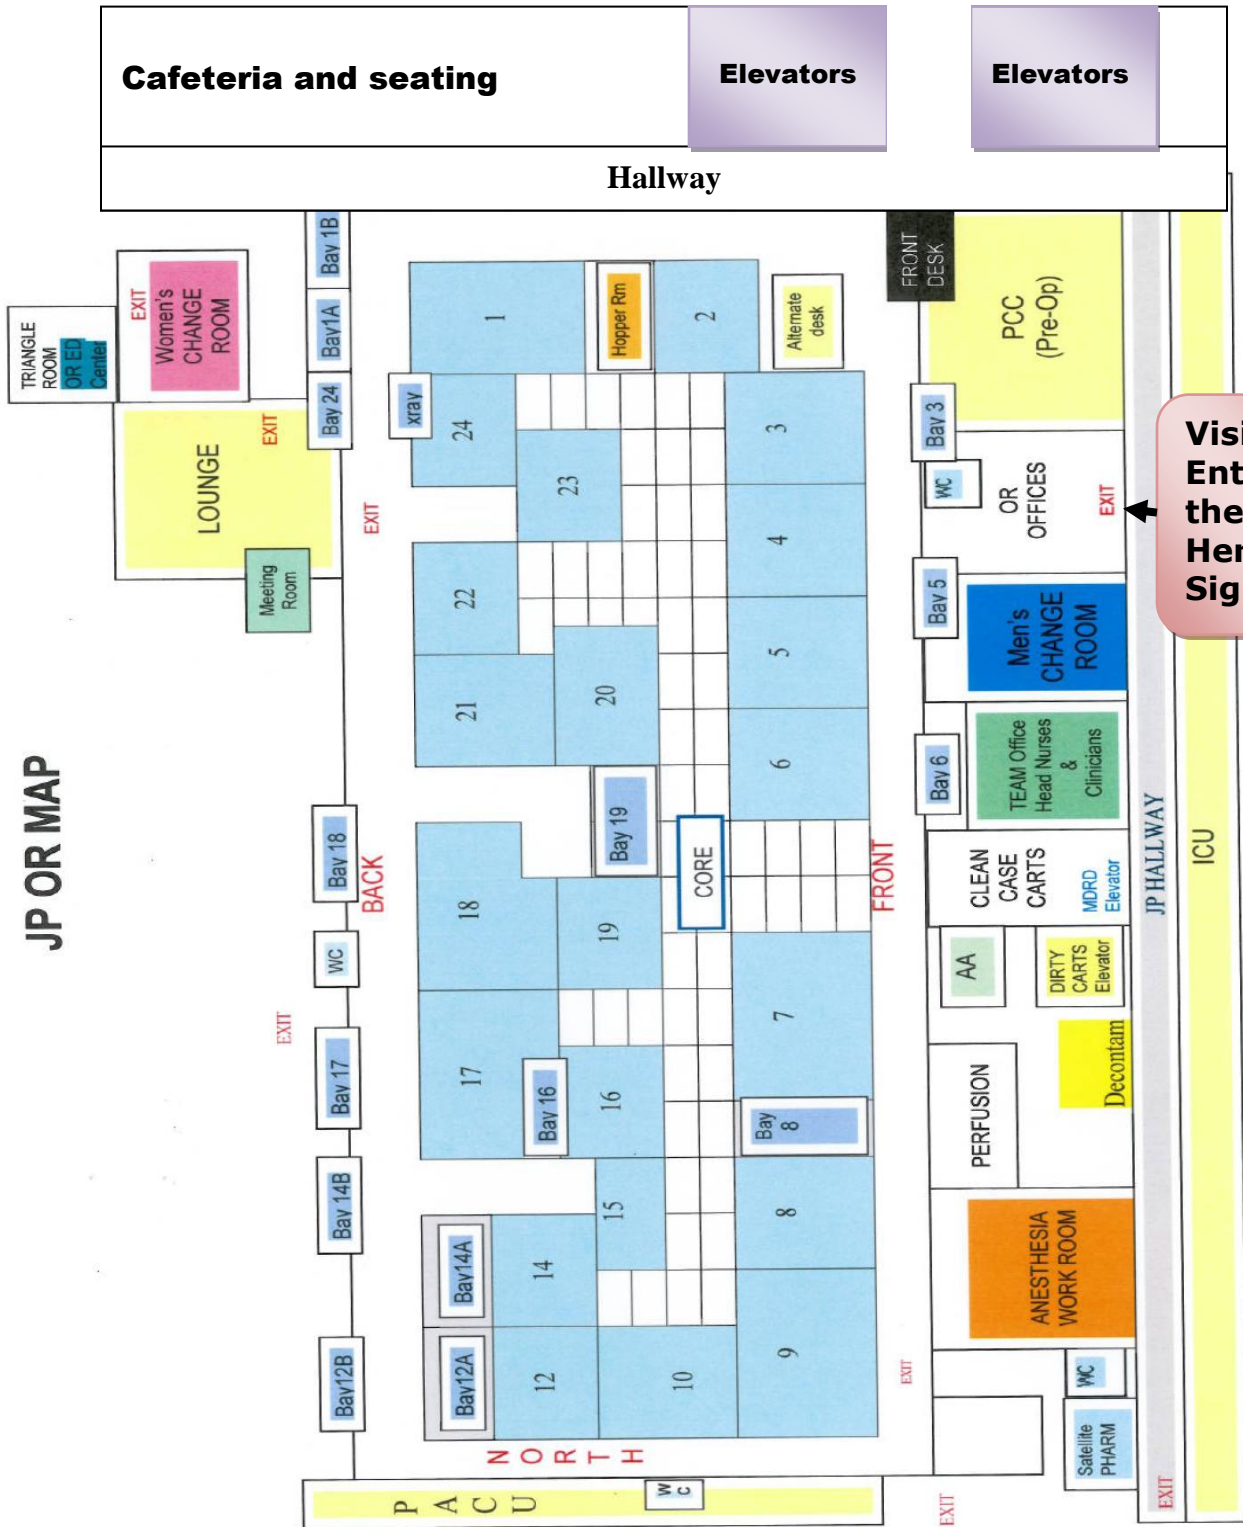 Cafeteria and seating
Elevators
Elevators
Hallway
JP OR MAP
TRIANGLE
ROOM
OR ED
Center
EXIT
Women's
CHANGE
ROOM
Bay 1B
Bay1A
Bay 24
LOUNGE
EXIT
Meeting
Room
EXIT
xray
1
Hopper Rm
2
Alternate
desk
24
23
3
22
4
21
20
5
6
Bay 19
CORE
Bay 18
BACK
18
19
FRONT
WC
EXIT
17
7
Bay 17
Bay 16
16
Bay
8
Bay 14B
15
8
Bay14A
14
Bay12B
Bay12A
12
10
9
NORTH
PACU
W
C
FRONT
DESK
PCC
(Pre-Op)
Bay 3
WC
OR
OFFICES
EXIT
Bay 5
Men's
CHANGE
ROOM
Bay 6
TEAM Office
Head Nurses
&
Clinicians
CLEAN
CASE
CARTS
MDRD
Elevator
AA
DIRTY
CARTS
Elevator
PERFUSION
Decontam
ANESTHESIA
WORK ROOM
EXIT
WC
Satellite
PHARM
EXIT
EXIT
JP HALLWAY
ICU
Visi
Ent
the
Her
Sig